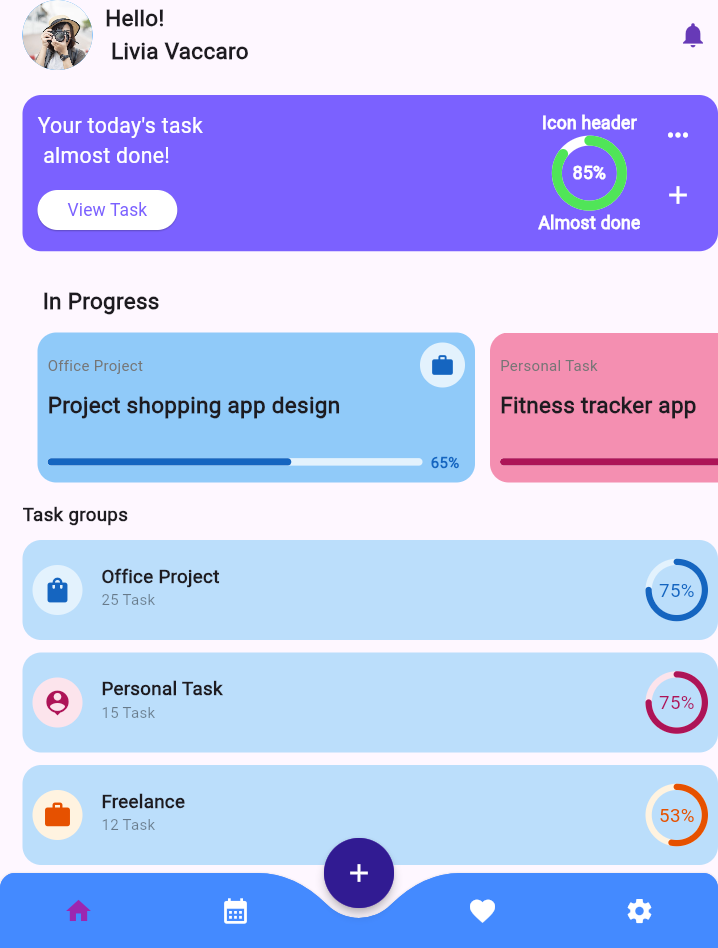 Hello!
Livia Vaccaro
Your today's task
almost done!
View Task
Icon header
85%
Almost done
In Progress
Office Project
Project shopping app design
65%
Personal Task
Fitness tracker app
Task groups
Office Project
25 Task
75%
Personal Task
15 Task
75%
Freelance
12 Task
53%